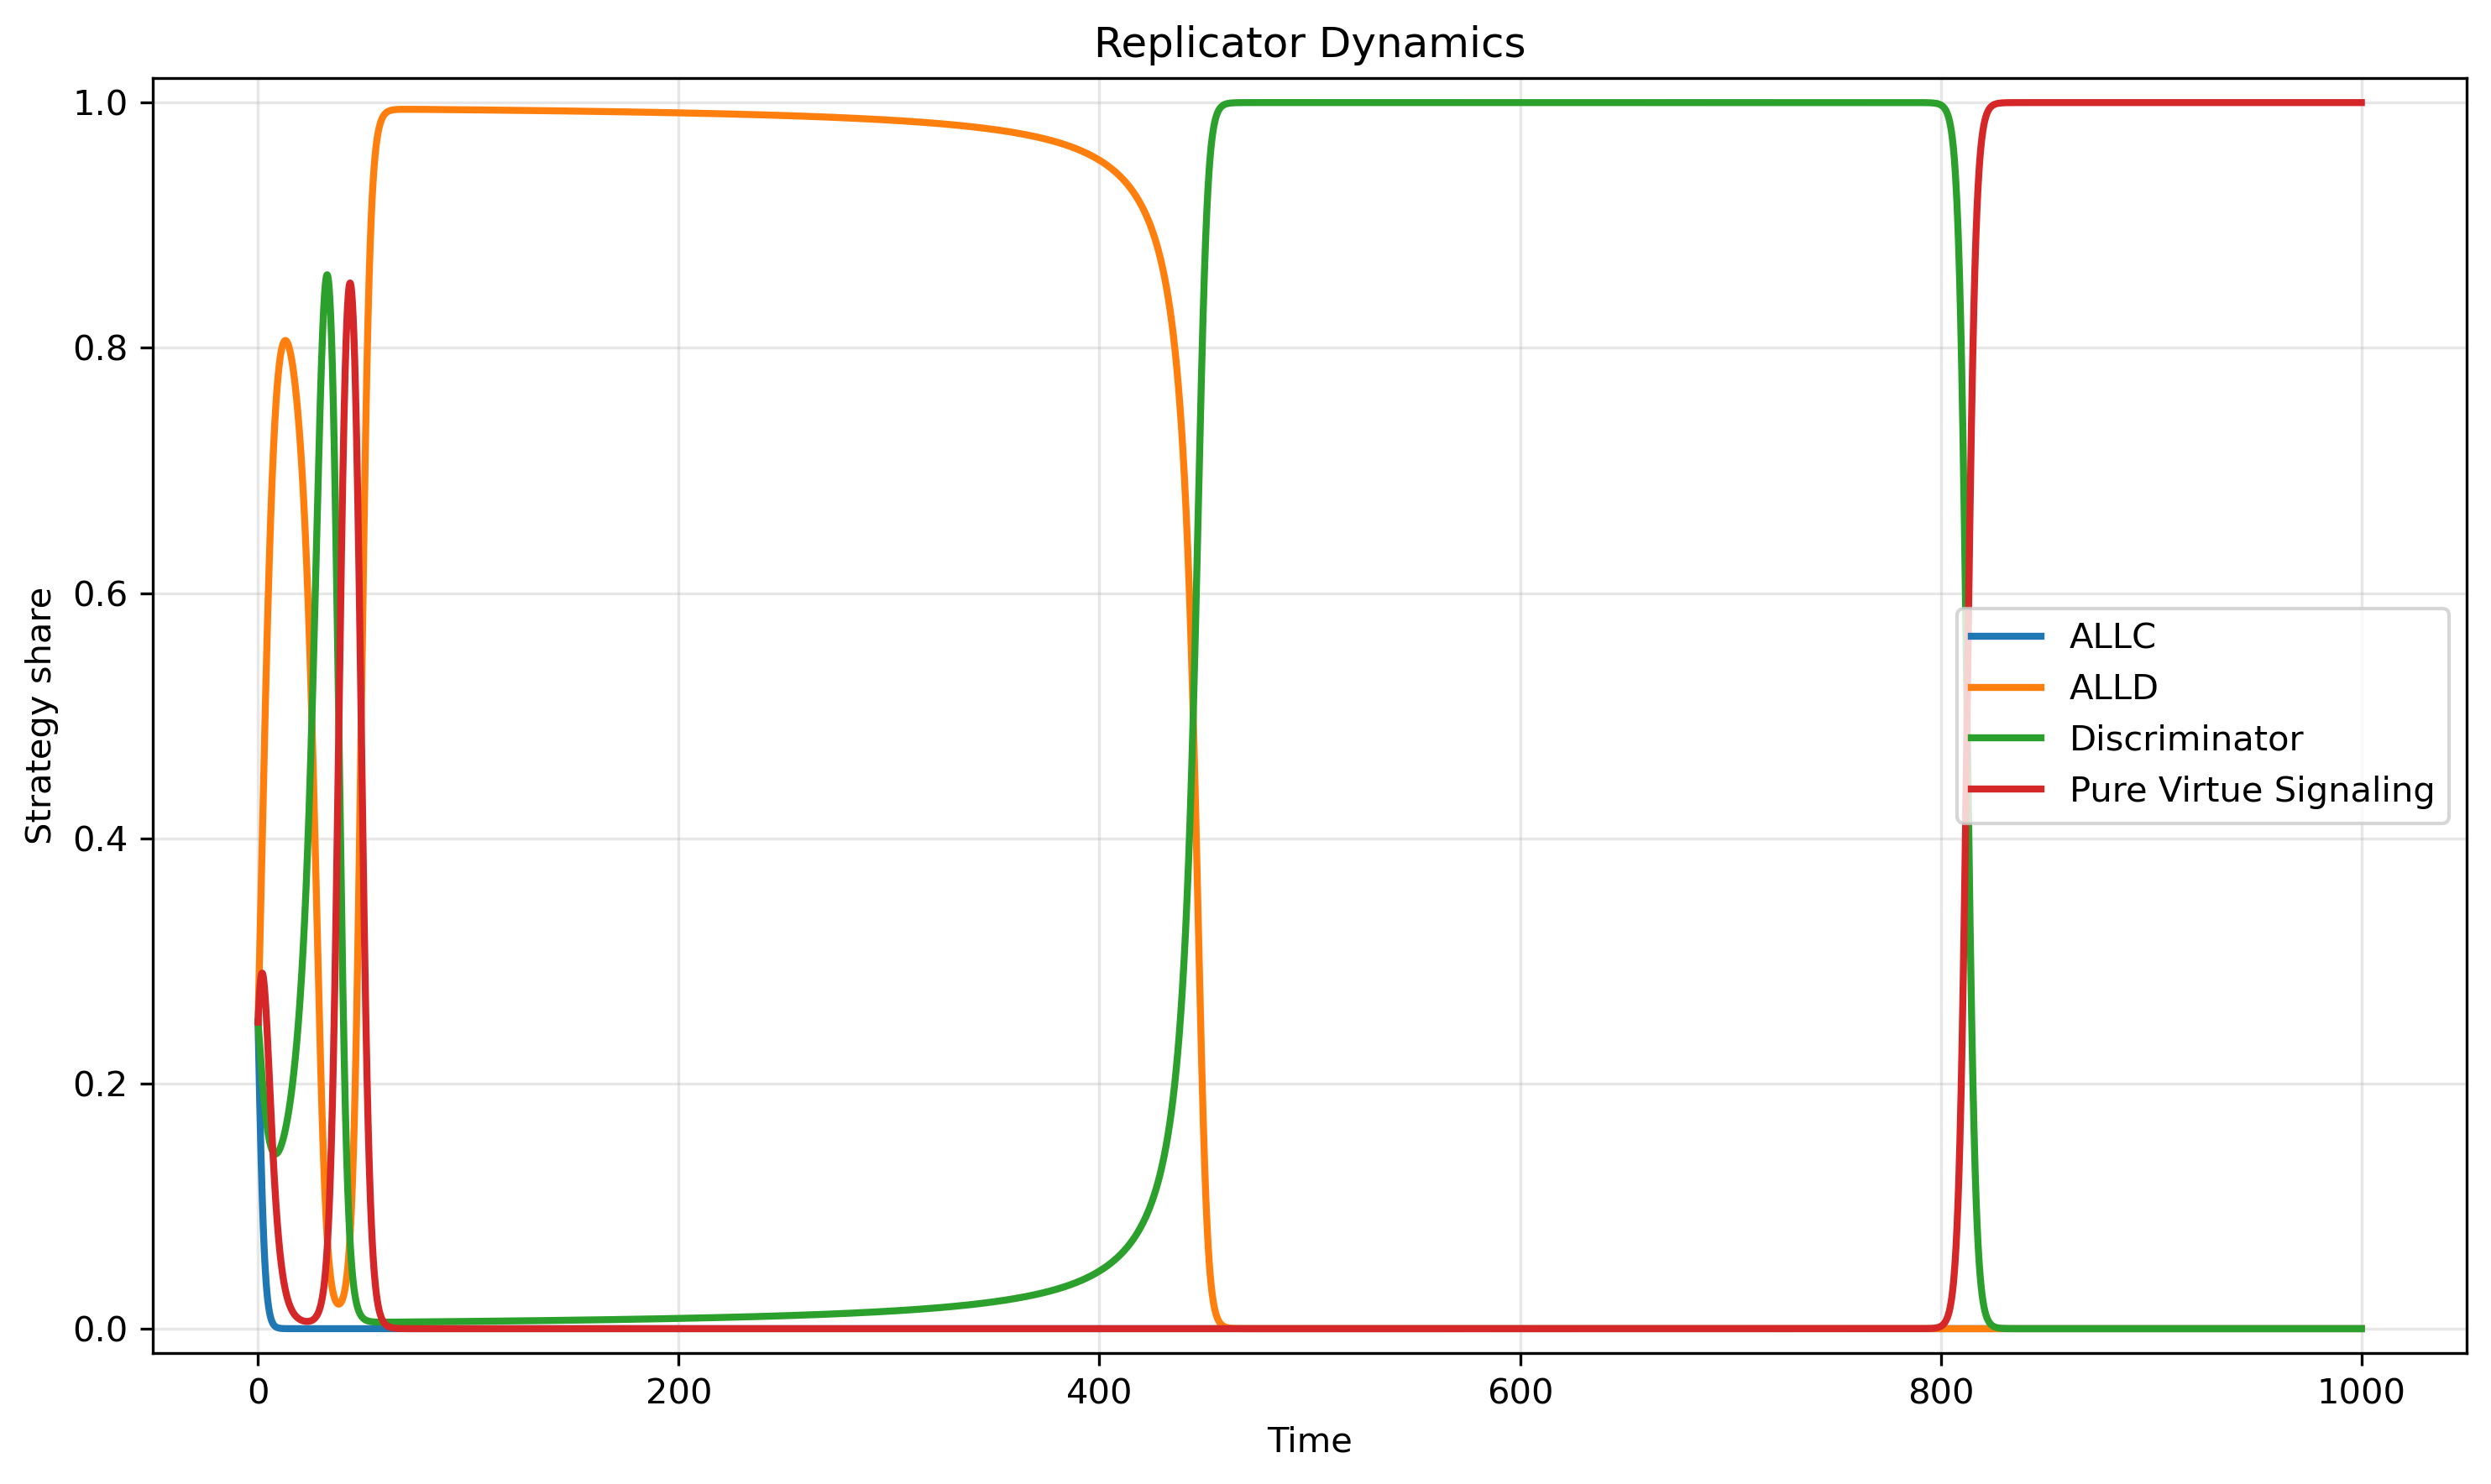 Replicator Dynamics
1.0
0.8
0.6
0.4
0.2
0.0
Strategy share
ALLC
ALLD
Discriminator
Pure Virtue Signaling
0
200
400
600
800
1000
Time